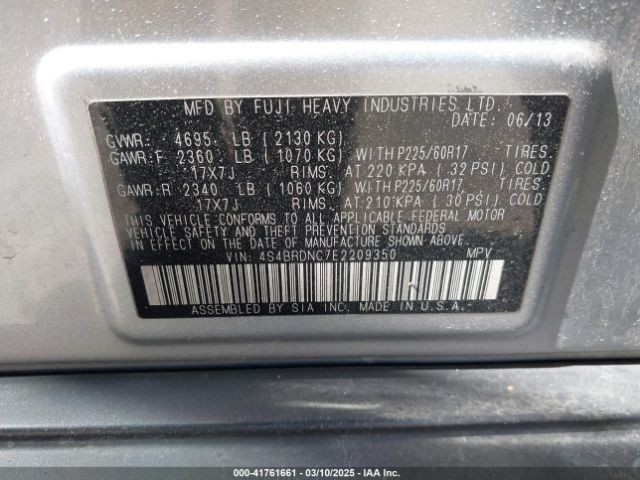 MFD BY FUJI HEAVY INDUSTRIES LTD.
DATE: 06/13
GVWR: 4695 LB (2130 KG)
GAWR:F 2360 LB (1070 KG) WITH P225/60R17 TIRES.
17X7J RIMS. AT 220 KPA (32 PSI) COLD
GAWR:R 2340 LB (1060 KG) WITH P225/60R17 TIRES.
17X7J RIMS. AT 210 KPA (30 PSI) COLD
THIS VEHICLE CONFORMS TO ALL APPLICABLE FEDERAL MOTOR
VEHICLE SAFETY AND THEFT PREVENTION STANDARDS
IN EFFECT ON THE DATE OF MANUFACTURE SHOWN ABOVE.
VIN: 4S4BRDNC7E2209350 MPV
ASSEMBLED BY SIA INC. MADE IN U.S.A.
000-41761661 | 03/10/2025 | IAA